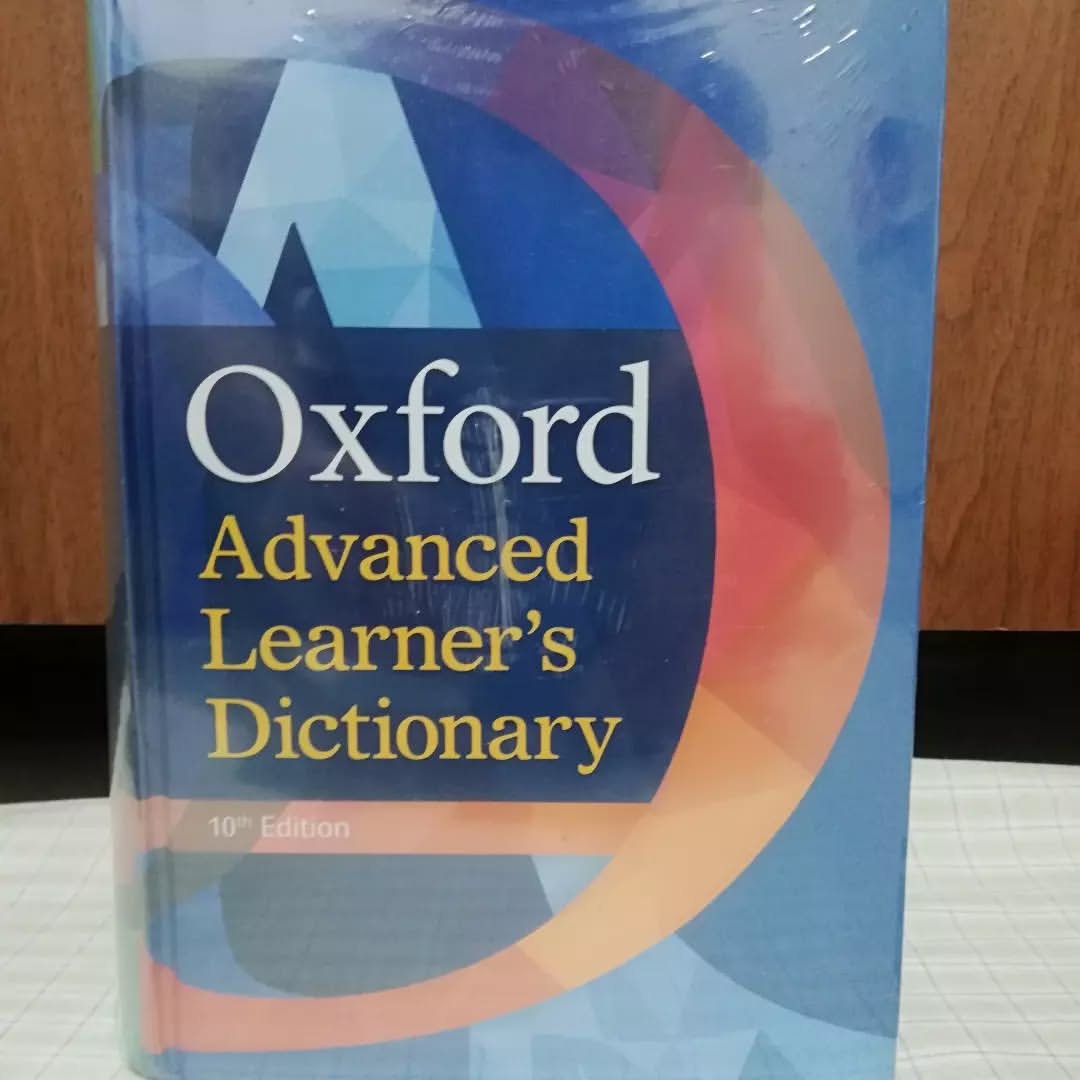 Oxford
Advanced
Learner's
Dictionary
10th Edition